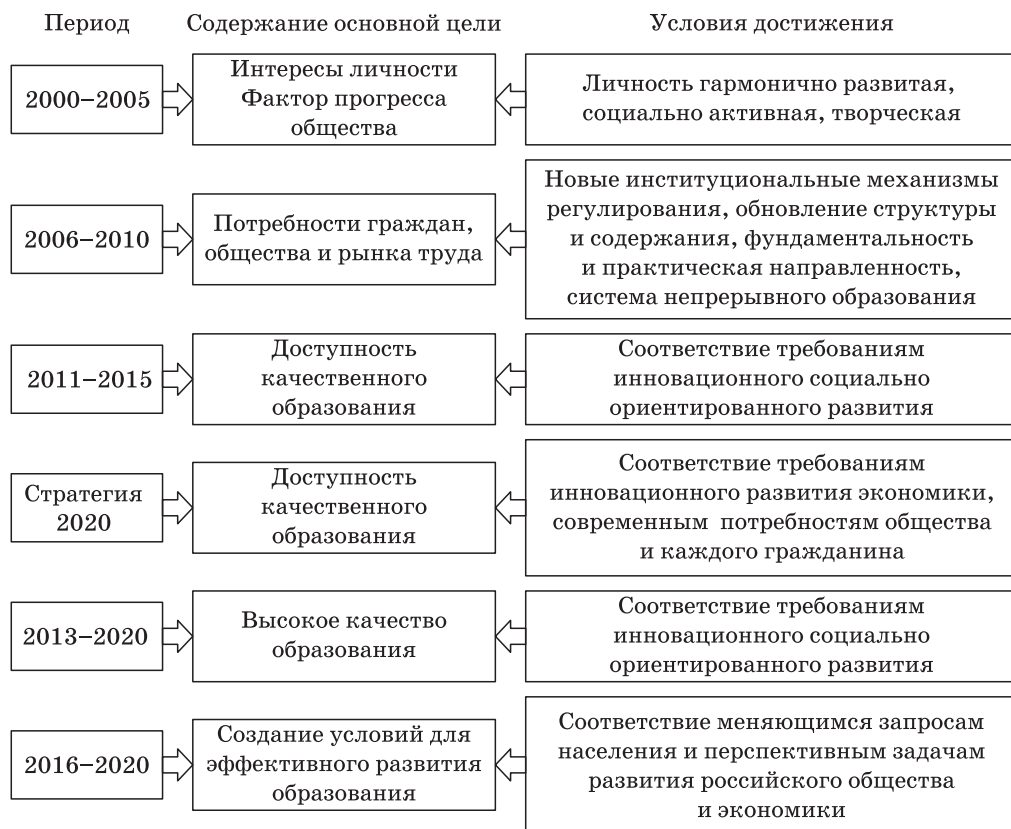 Период
Содержание основной цели
Условия достижения
2000–2005
Интересы личности
Фактор прогресса
общества
Личность гармонично развитая,
социально активная, творческая
2006–2010
Потребности граждан,
общества и рынка труда
Новые институциональные механизмы
регулирования, обновление структуры
и содержания, фундаментальность
и практическая направленность,
система непрерывного образования
2011–2015
Доступность
качественного
образования
Соответствие требованиям
инновационного социально
ориентированного развития
Стратегия
2020
Доступность
качественного
образования
Соответствие требованиям
инновационного развития экономики,
современным потребностям общества
и каждого гражданина
2013–2020
Высокое качество
образования
Соответствие требованиям
инновационного социально
ориентированного развития
2016–2020
Создание условий для
эффективного развития
образования
Соответствие меняющимся запросам
населения и перспективным задачам
развития российского общества
и экономики